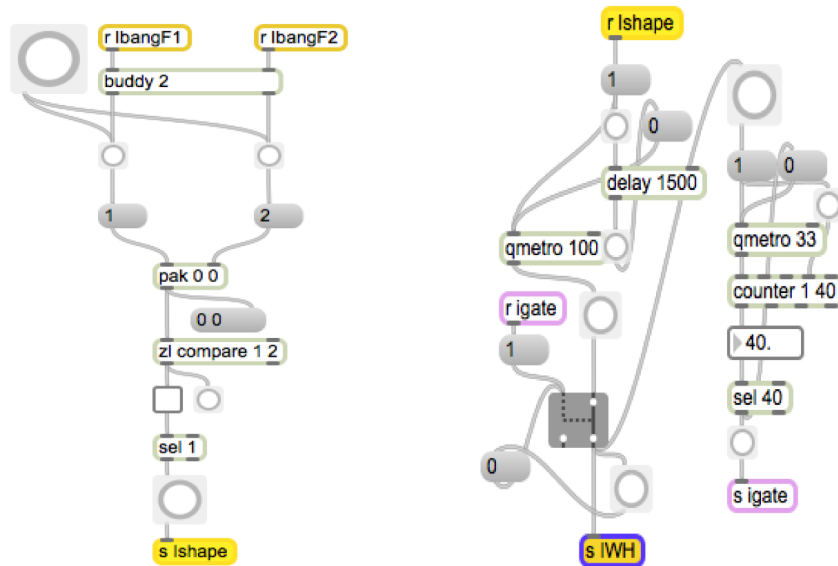 r lbangF1
r lbangF2
buddy 2
1
2
pak 0 0
0 0
zl compare 1 2
sel 1
s lshape
r lshape
1
0
delay 1500
qmetro 100
r igate
1
0
s lWH
1
0
qmetro 33
counter 1 40
40.
sel 40
s igate